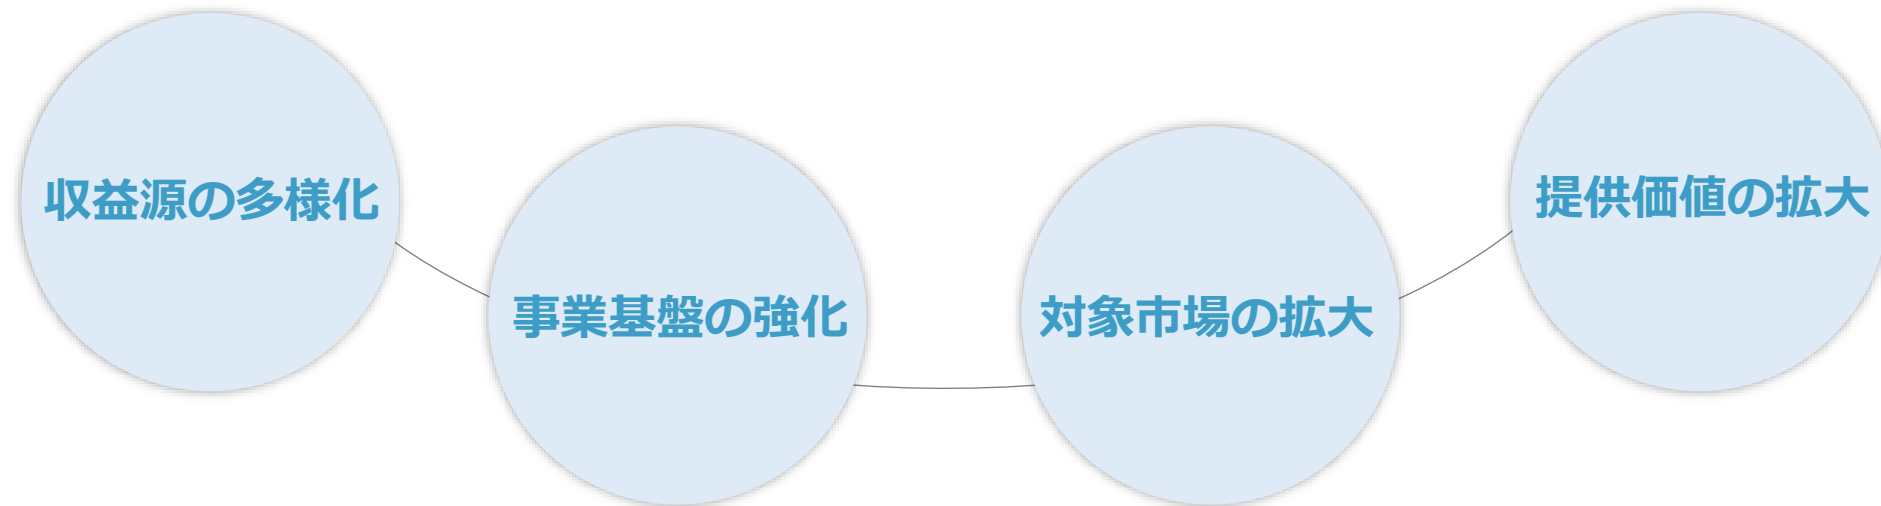 収益源の多様化
事業基盤の強化
対象市場の拡大
提供価値の拡大